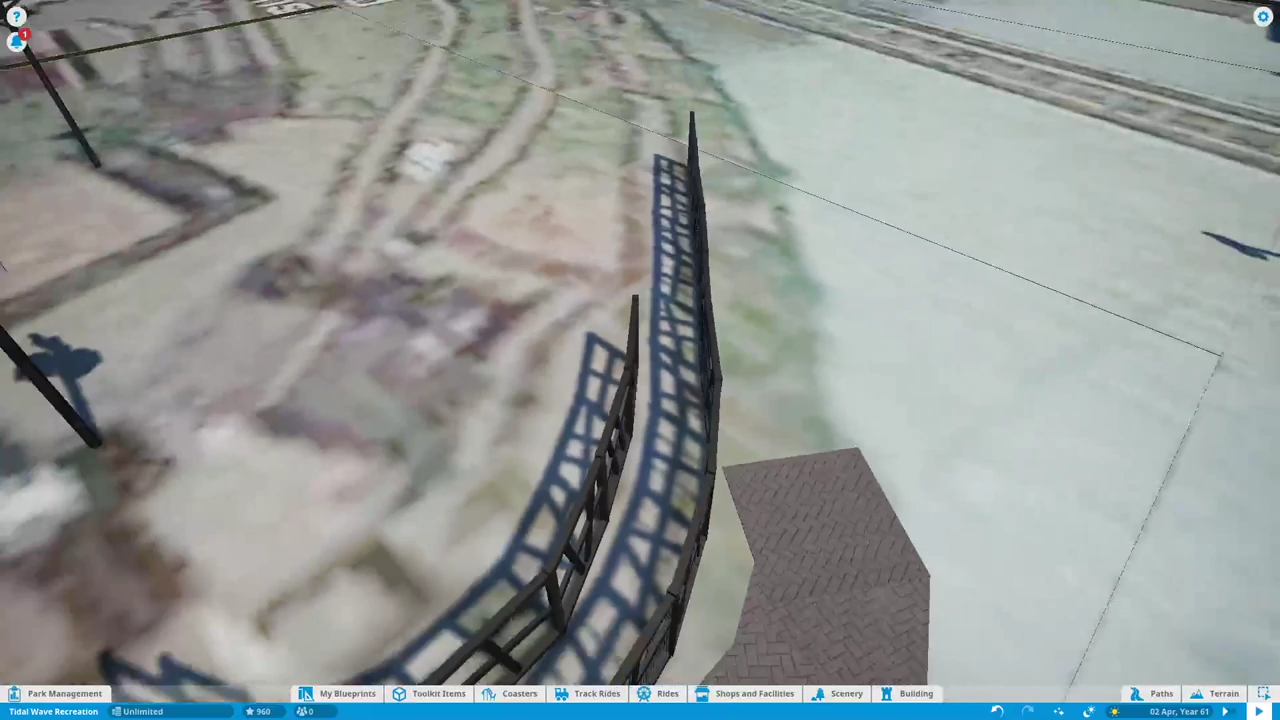 ?
1
Park Management
My Blueprints
Toolkit Items
Coasters
Track Rides
Rides
Shops and Facilities
Scenery
Building
Paths
Terrain
Tidal Wave Recreation
Unlimited
960
0
02 Apr, Year 61